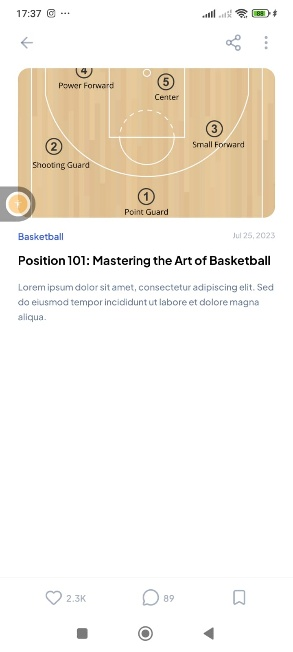 17:37
88
4
Power Forward
5
Center
3
Small Forward
2
Shooting Guard
1
Point Guard
Basketball
Jul 25, 2023
Position 101: Mastering the Art of Basketball
Lorem ipsum dolor sit amet, consectetur adipiscing elit. Sed
do eiusmod tempor incididunt ut labore et dolore magna
aliqua.
2.3K
89